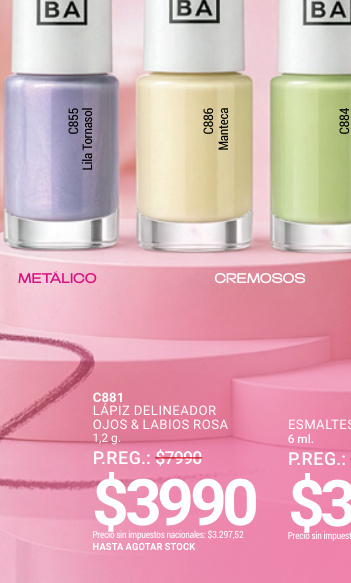 BA
BA
BA
C855
Lila Tornasol
C886
Manteca
C884
METÁLICO
CREMOSOS
C881
LÁPIZ DELINEADOR
OJOS & LABIOS ROSA
1,2 g.
P.REG.: $7990
$3990
Precio sin impuestos nacionales: $3.297,52
HASTA AGOTAR STOCK
ESMALTES
6 ml.
P.REG.:
$3
Precio sin impuest